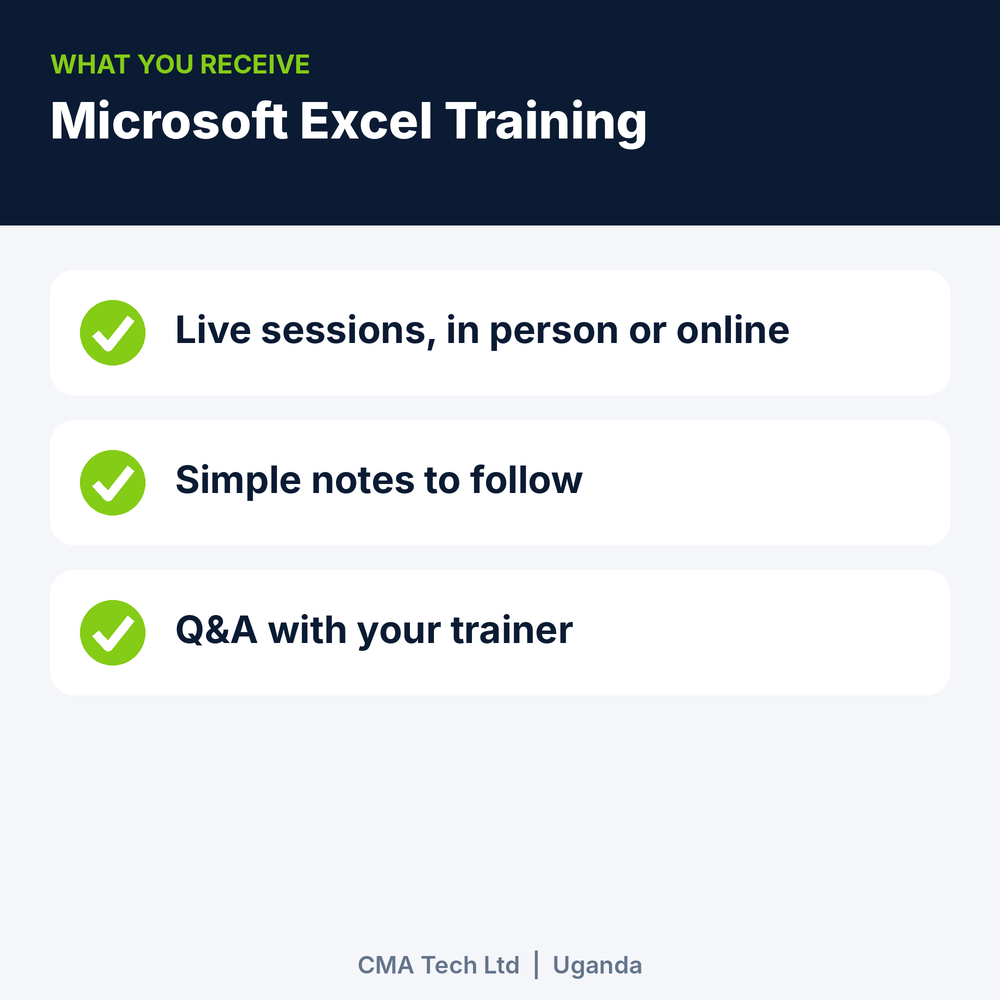 WHAT YOU RECEIVE
Microsoft Excel Training
Live sessions, in person or online
Simple notes to follow
Q&A with your trainer
CMA Tech Ltd | Uganda